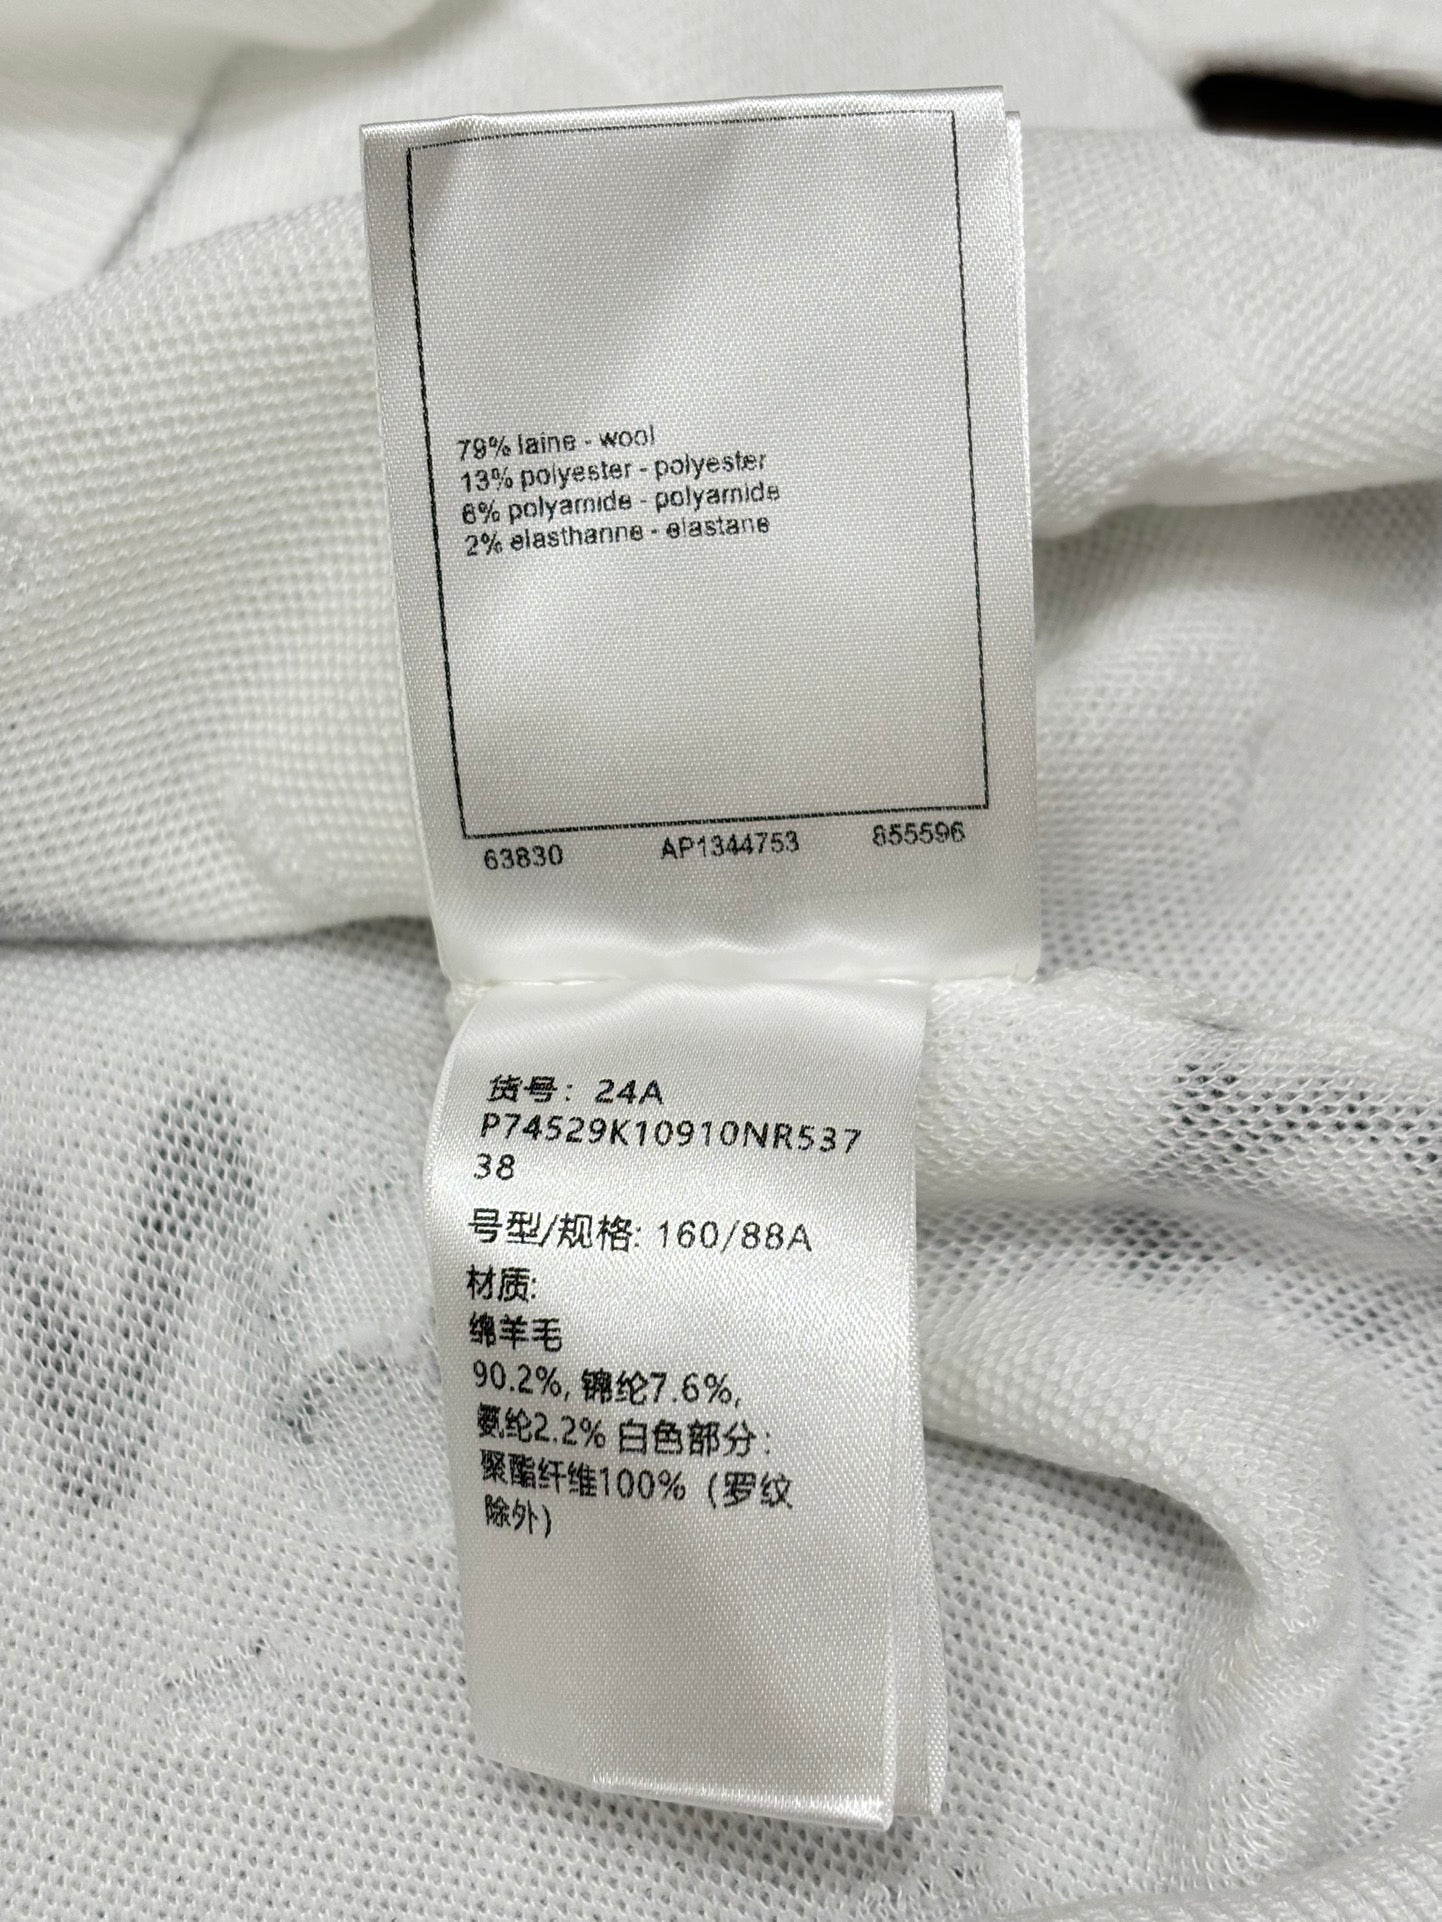 79% laine - wool
13% polyester - polyester
6% polyamide - polyamide
2% elasthanne - elastane
63830 AP1344753 855596
货号：24A
P74529K10910NR537
38
号型/规格: 160/88A
材质:
绵羊毛
90.2%, 锦纶7.6%,
氨纶2.2% 白色部分：
聚酯纤维100%（罗纹
除外）